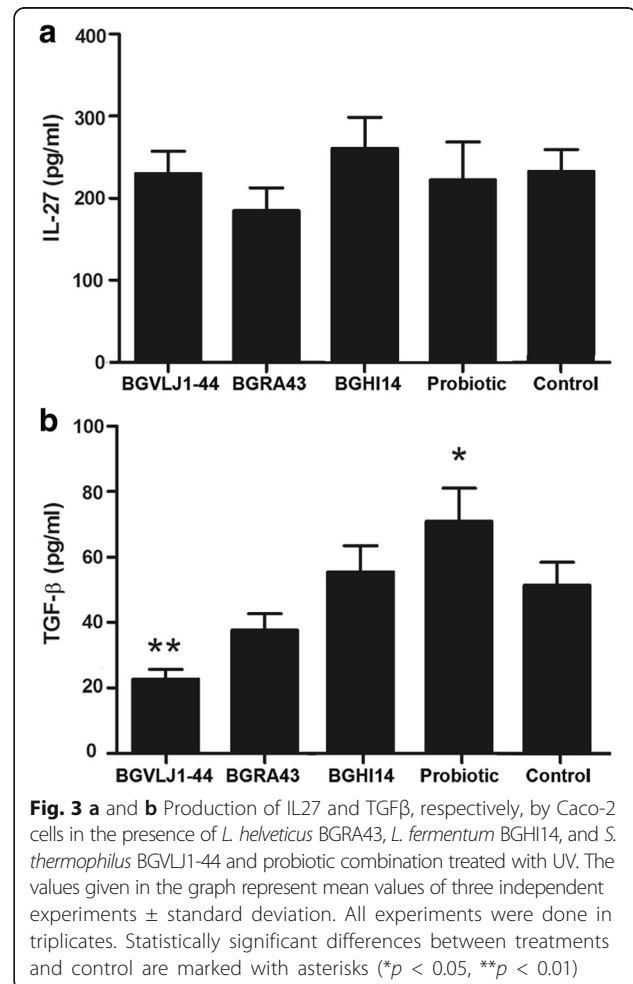 a
400
300
200
100
0
IL-27 (pg/ml)
BGVLJ1-44 BGRA43 BGHI14 Probiotic Control
b
100
80
60
40
20
0
TGF-β (pg/ml)
**
*
BGVLJ1-44 BGRA43 BGHI14 Probiotic Control
Fig. 3 a and b Production of IL27 and TGFβ, respectively, by Caco-2
cells in the presence of L. helveticus BGRA43, L. fermentum BGHI14, and S.
thermophilus BGVLJ1-44 and probiotic combination treated with UV. The
values given in the graph represent mean values of three independent
experiments ± standard deviation. All experiments were done in
triplicates. Statistically significant differences between treatments
and control are marked with asterisks (*p < 0.05, **p < 0.01)